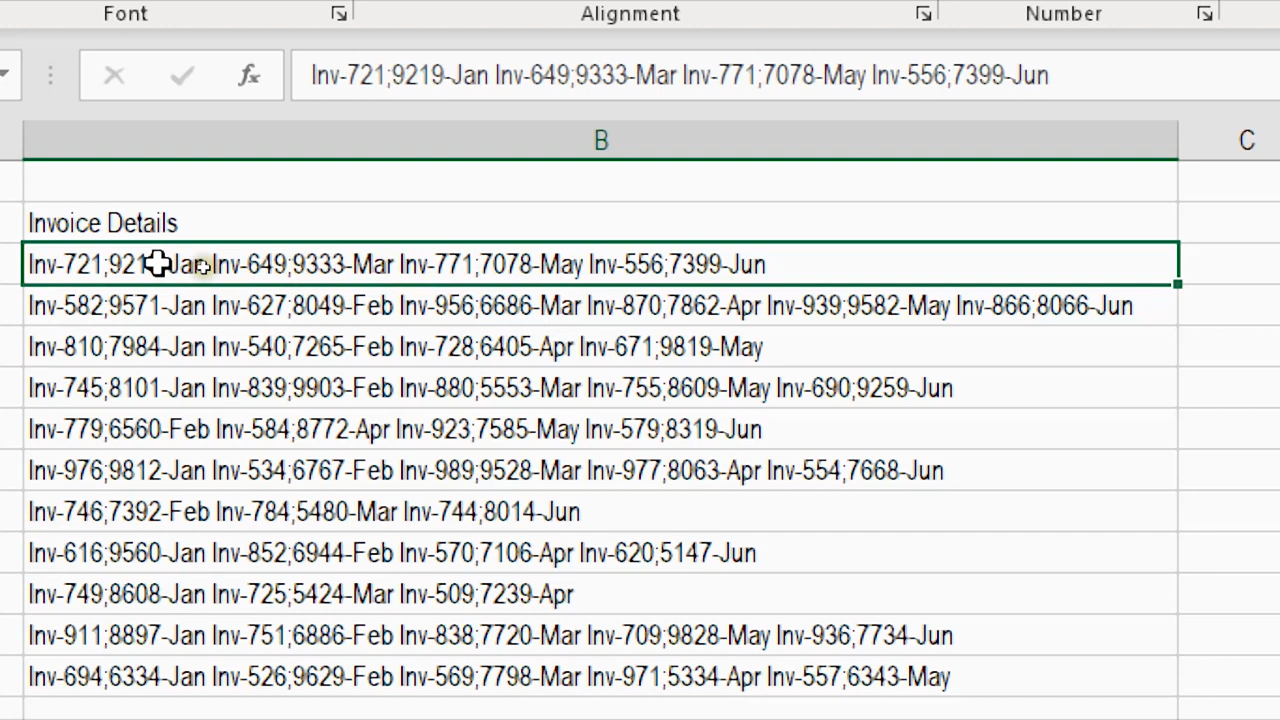 Font Alignment Number
fx Inv-721;9219-Jan Inv-649;9333-Mar Inv-771;7078-May Inv-556;7399-Jun
B C
Invoice Details
Inv-721;9219-Jan Inv-649;9333-Mar Inv-771;7078-May Inv-556;7399-Jun
Inv-582;9571-Jan Inv-627;8049-Feb Inv-956;6686-Mar Inv-870;7862-Apr Inv-939;9582-May Inv-866;8066-Jun
Inv-810;7984-Jan Inv-540;7265-Feb Inv-728;6405-Apr Inv-671;9819-May
Inv-745;8101-Jan Inv-839;9903-Feb Inv-880;5553-Mar Inv-755;8609-May Inv-690;9259-Jun
Inv-779;6560-Feb Inv-584;8772-Apr Inv-923;7585-May Inv-579;8319-Jun
Inv-976;9812-Jan Inv-534;6767-Feb Inv-989;9528-Mar Inv-977;8063-Apr Inv-554;7668-Jun
Inv-746;7392-Feb Inv-784;5480-Mar Inv-744;8014-Jun
Inv-616;9560-Jan Inv-852;6944-Feb Inv-570;7106-Apr Inv-620;5147-Jun
Inv-749;8608-Jan Inv-725;5424-Mar Inv-509;7239-Apr
Inv-911;8897-Jan Inv-751;6886-Feb Inv-838;7720-Mar Inv-709;9828-May Inv-936;7734-Jun
Inv-694;6334-Jan Inv-526;9629-Feb Inv-569;7798-Mar Inv-971;5334-Apr Inv-557;6343-May